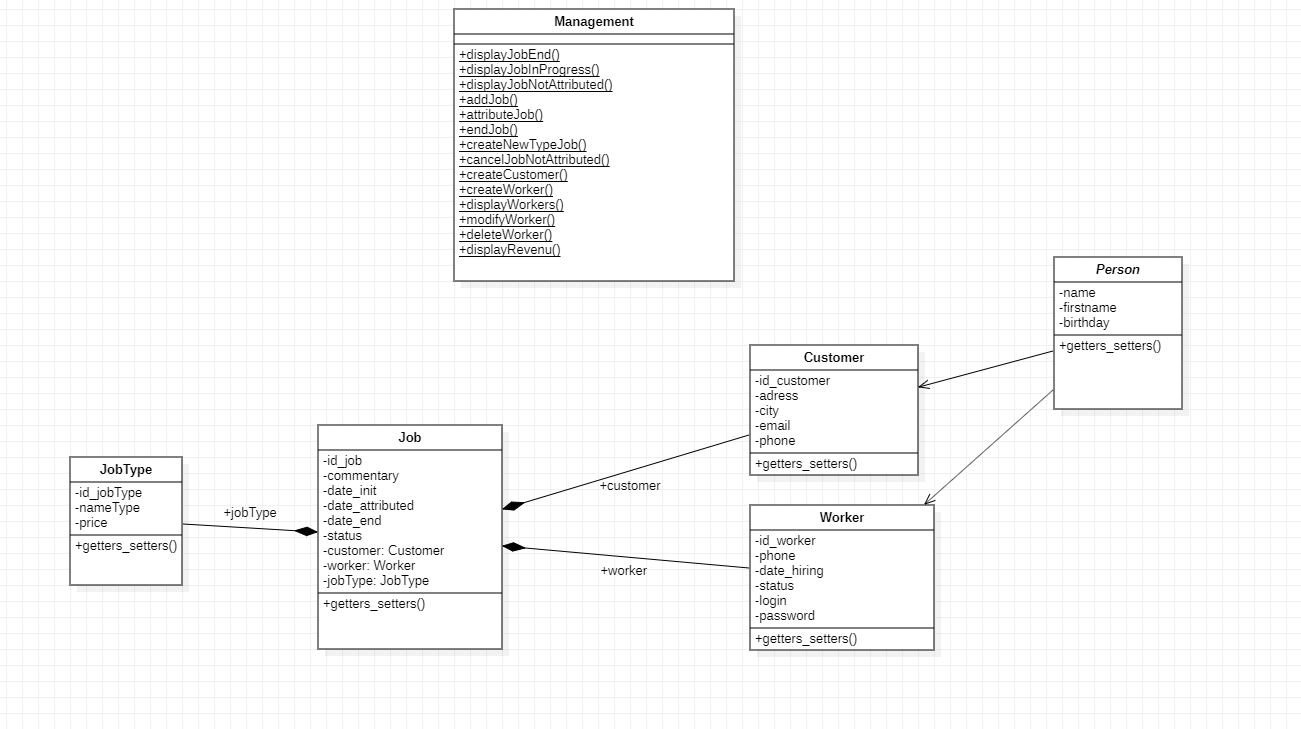 Management
+displayJobEnd()
+displayJobInProgress()
+displayJobNotAttributed()
+addJob()
+attributeJob()
+endJob()
+createNewTypeJob()
+cancelJobNotAttributed()
+createCustomer()
+createWorker()
+displayWorkers()
+modifyWorker()
+deleteWorker()
+displayRevenu()
Person
-name
-firstname
-birthday
+getters_setters()
Customer
-id_customer
-adress
-city
-email
-phone
+getters_setters()
Job
-id_job
-commentary
-date_init
-date_attributed
-date_end
-status
-customer: Customer
-worker: Worker
-jobType: JobType
+getters_setters()
JobType
-id_jobType
-nameType
-price
+getters_setters()
+jobType
+customer
+worker
Worker
-id_worker
-phone
-date_hiring
-status
-login
-password
+getters_setters()